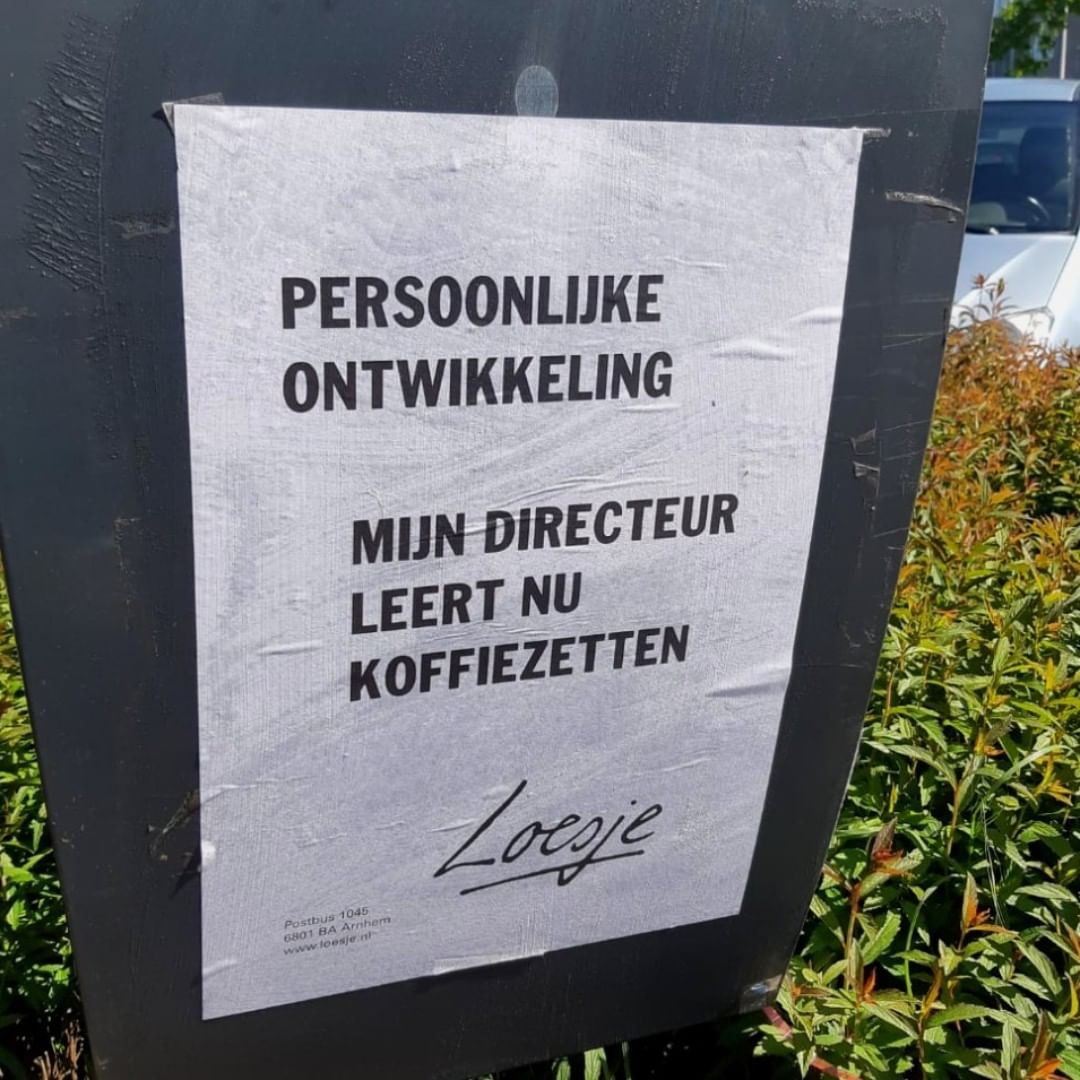 PERSOONLIJKE
ONTWIKKELING
MIJN DIRECTEUR
LEERT NU
KOFFIEZETTEN
Loesje
Postbus 1045
6801 BA Arnhem
www.loesje.nl